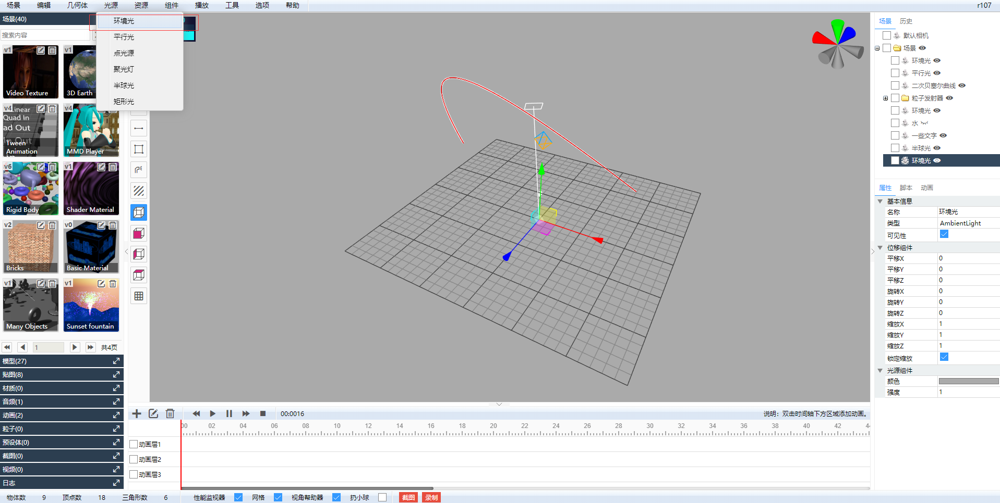 场景 编辑 几何体 光源 资源 组件 播放 工具 选项 帮助 r107
场景(40)
搜索内容
环境光
平行光
点光源
聚光灯
半球光
矩形光
v1 Video Texture
v1 3D Earth
v4 Linear
Quad In
ad Out
In Out
Tween
Animation
v4 MMD Player
v6 Rigid Body
v1 Shader Material
v2 Bricks
v0 Basic Material
v1 Many Objects
v1 Sunset fountain
1 共4页
模型(27)
贴图(8)
材质(0)
音频(1)
动画(2)
粒子(0)
预设体(0)
截图(0)
视频(0)
日志
00:0016 说明：双击时间轴下方区域添加动画。
00 02 04 06 08 10 12 14 16 18 20 22 24 26 28 30 32 34 36 38 40 42 44
动画层1
动画层2
动画层3
场景 历史
默认相机
场景
环境光
平行光
二次贝塞尔曲线
粒子发射器
环境光
水
一些文字
半球光
环境光
属性 脚本 动画
基本信息
名称 环境光
类型 AmbientLight
可见性
位移组件
平移X 0
平移Y 0
平移Z 0
旋转X 0
旋转Y 0
旋转Z 0
缩放X 1
缩放Y 1
缩放Z 1
锁定缩放
光源组件
颜色
强度 1
物体数 9 顶点数 18 三角形数 6 性能监视器 网格 视角帮助器 扔小球 截图 录制